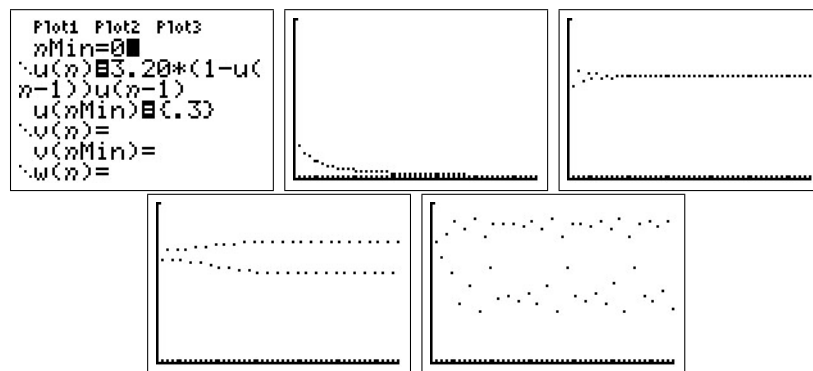 Plot1 Plot2 Plot3
nMin=0
u(n)=3.20*(1-u(
n-1))u(n-1)
u(nMin)={.3}
v(n)=
v(nMin)=
w(n)=